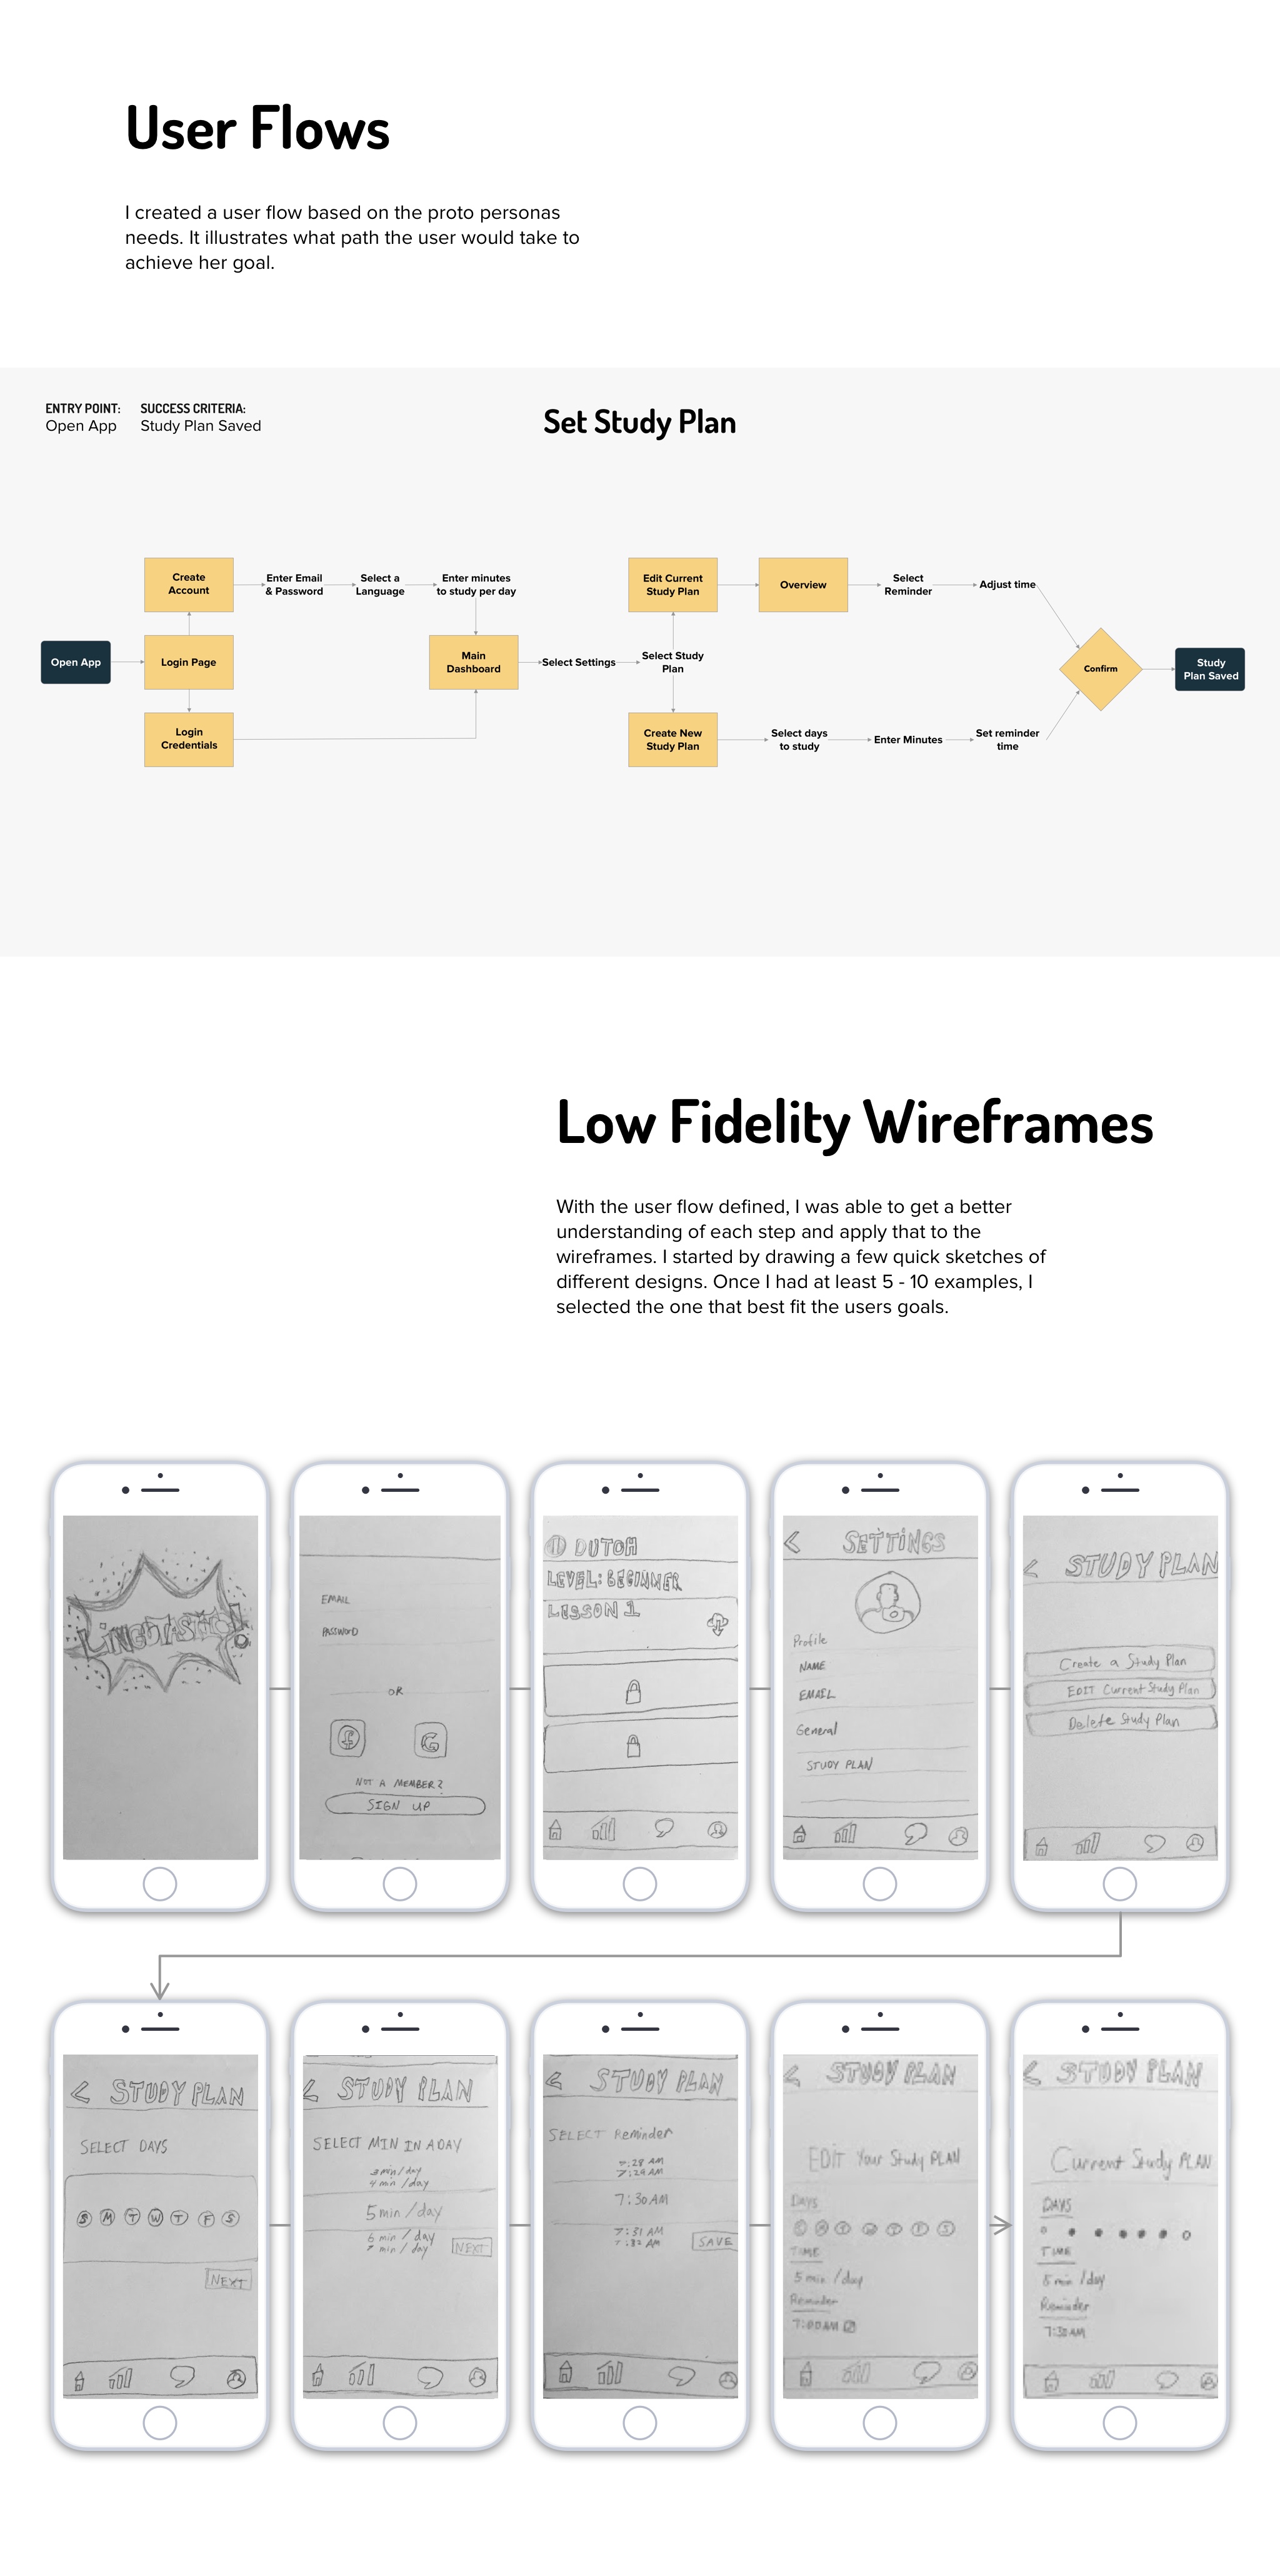 User Flows
I created a user flow based on the proto personas
needs. It illustrates what path the user would take to
achieve her goal.
ENTRY POINT:
Open App
SUCCESS CRITERIA:
Study Plan Saved
Set Study Plan
Open App
Create
Account
Login Page
Login
Credentials
Enter Email
& Password
Select a
Language
Enter minutes
to study per day
Main
Dashboard
Select Settings
Select Study
Plan
Edit Current
Study Plan
Overview
Select
Reminder
Adjust time
Create New
Study Plan
Select days
to study
Enter Minutes
Set reminder
time
Confirm
Study
Plan Saved
Low Fidelity Wireframes
With the user flow defined, I was able to get a better
understanding of each step and apply that to the
wireframes. I started by drawing a few quick sketches of
different designs. Once I had at least 5 - 10 examples, I
selected the one that best fit the users goals.
LINGUTASTIC!
EMAIL
PASSWORD
OR
f
G
NOT A MEMBER?
SIGN UP
DUTCH
LEVEL: BEGINNER
LESSON 1
SETTINGS
Profile
NAME
EMAIL
General
STUDY PLAN
STUDY PLAN
Create a Study Plan
EDIT Current Study Plan
Delete Study Plan
STUDY PLAN
SELECT DAYS
S M T W T F S
NEXT
STUDY PLAN
SELECT MIN IN A DAY
3 min/day
4 min/day
5 min/day
6 min/day
7 min/day
NEXT
STUDY PLAN
SELECT Reminder
7:28 AM
7:29 AM
7:30 AM
7:31 AM
7:32 AM
SAVE
STUDY PLAN
EDIT Your Study PLAN
DAYS
S M T W T F S
TIME
5 min/day
Reminder
7:00AM
STUDY PLAN
Current Study PLAN
DAYS
TIME
5 min/day
Reminder
7:30AM